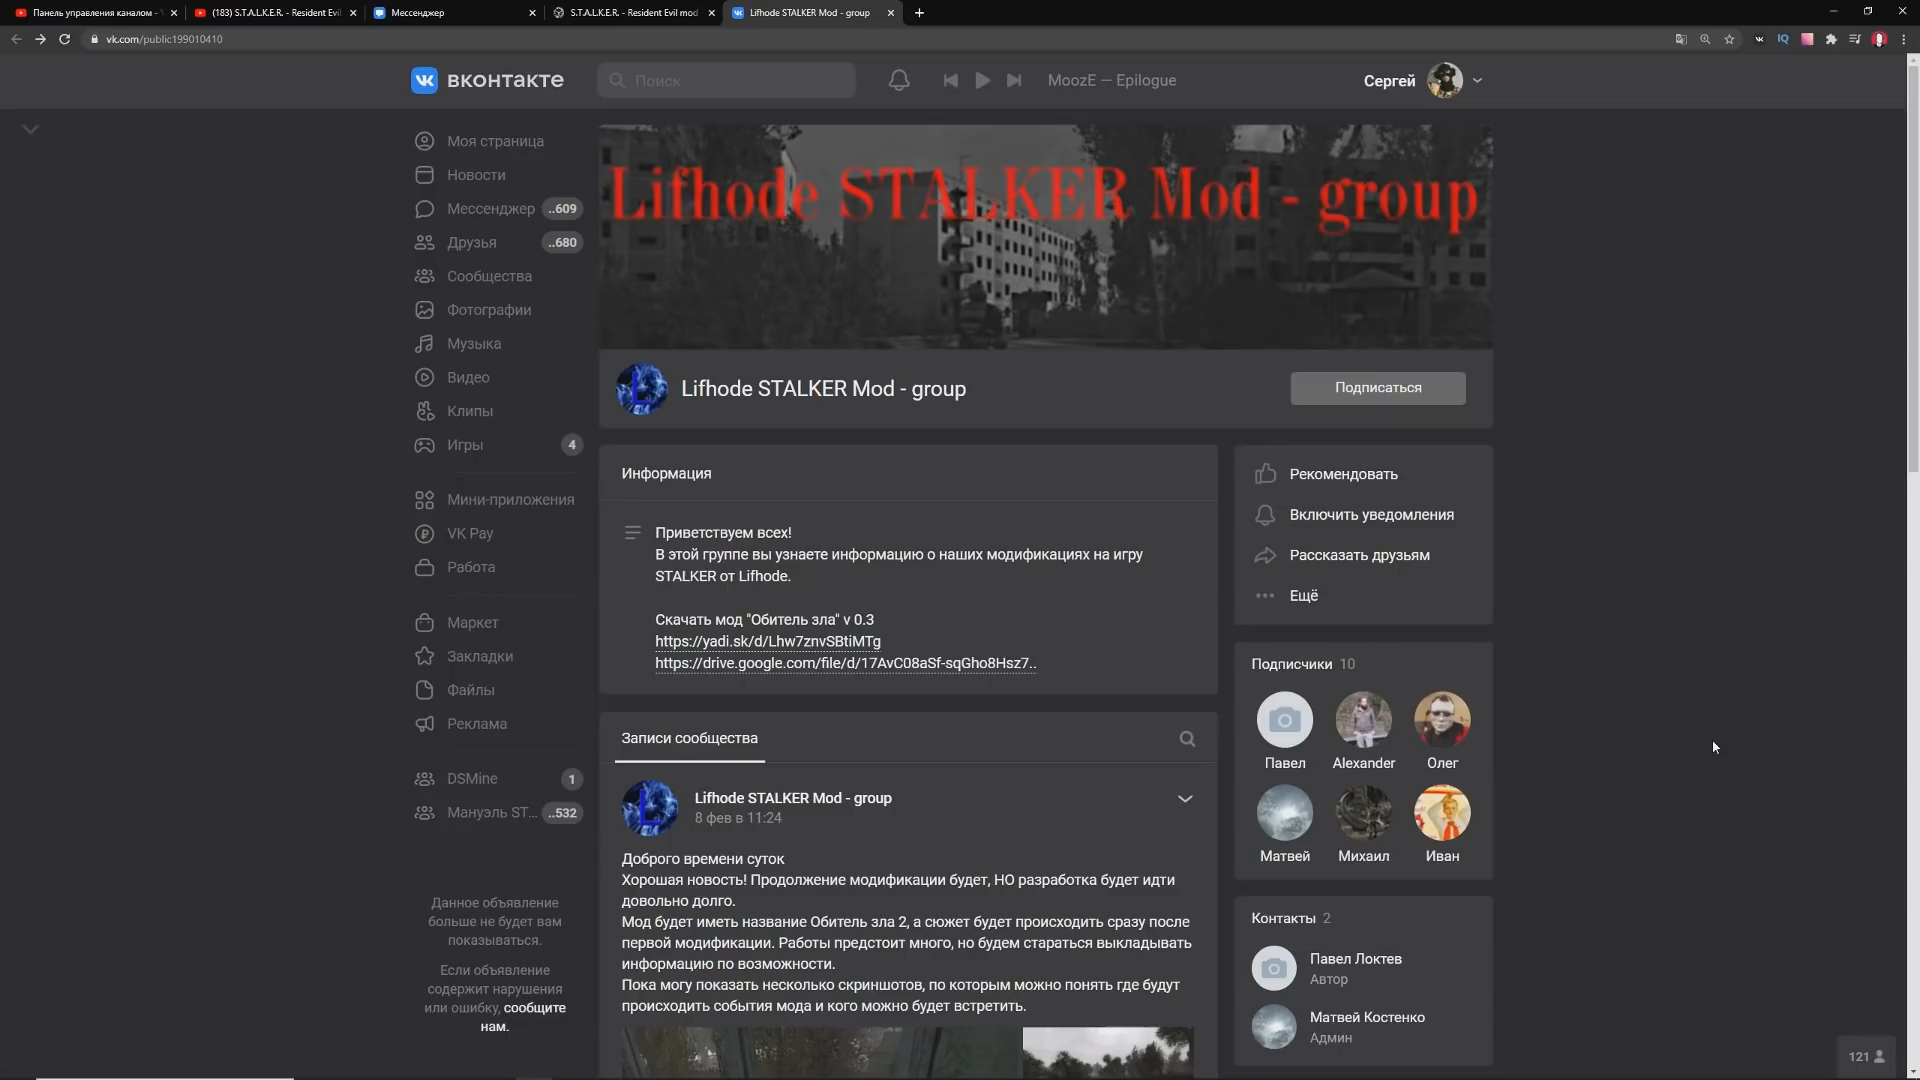 Панель управления каналом -
(183) S.T.A.L.K.E.R. - Resident Evil
Мессенджер
S.T.A.L.K.E.R. - Resident Evil mod
Lifhode STALKER Mod - group
vk.com/public199010410
IQ
вконтакте
Поиск
MoozE — Epilogue
Сергей
Моя страница
Новости
Мессенджер ..609
Друзья ..680
Сообщества
Фотографии
Музыка
Видео
Клипы
Игры 4
Мини-приложения
VK Pay
Работа
Маркет
Закладки
Файлы
Реклама
DSMine 1
Мануэль ST... ..532
Данное объявление
больше не будет вам
показываться.
Если объявление
содержит нарушения
или ошибку, сообщите
нам.
Lifhode STALKER Mod - group
Lifhode STALKER Mod - group
Подписаться
Информация
Приветствуем всех!
В этой группе вы узнаете информацию о наших модификациях на игру
STALKER от Lifhode.
Скачать мод "Обитель зла" v 0.3
https://yadi.sk/d/Lhw7znvSBtiMTg
https://drive.google.com/file/d/17AvC08aSf-sqGho8Hsz7..
Записи сообщества
Lifhode STALKER Mod - group
8 фев в 11:24
Доброго времени суток
Хорошая новость! Продолжение модификации будет, НО разработка будет идти
довольно долго.
Мод будет иметь название Обитель зла 2, а сюжет будет происходить сразу после
первой модификации. Работы предстоит много, но будем стараться выкладывать
информацию по возможности.
Пока могу показать несколько скриншотов, по которым можно понять где будут
происходить события мода и кого можно будет встретить.
Рекомендовать
Включить уведомления
Рассказать друзьям
Ещё
Подписчики 10
Павел
Alexander
Олег
Матвей
Михаил
Иван
Контакты 2
Павел Локтев
Автор
Матвей Костенко
Админ
121